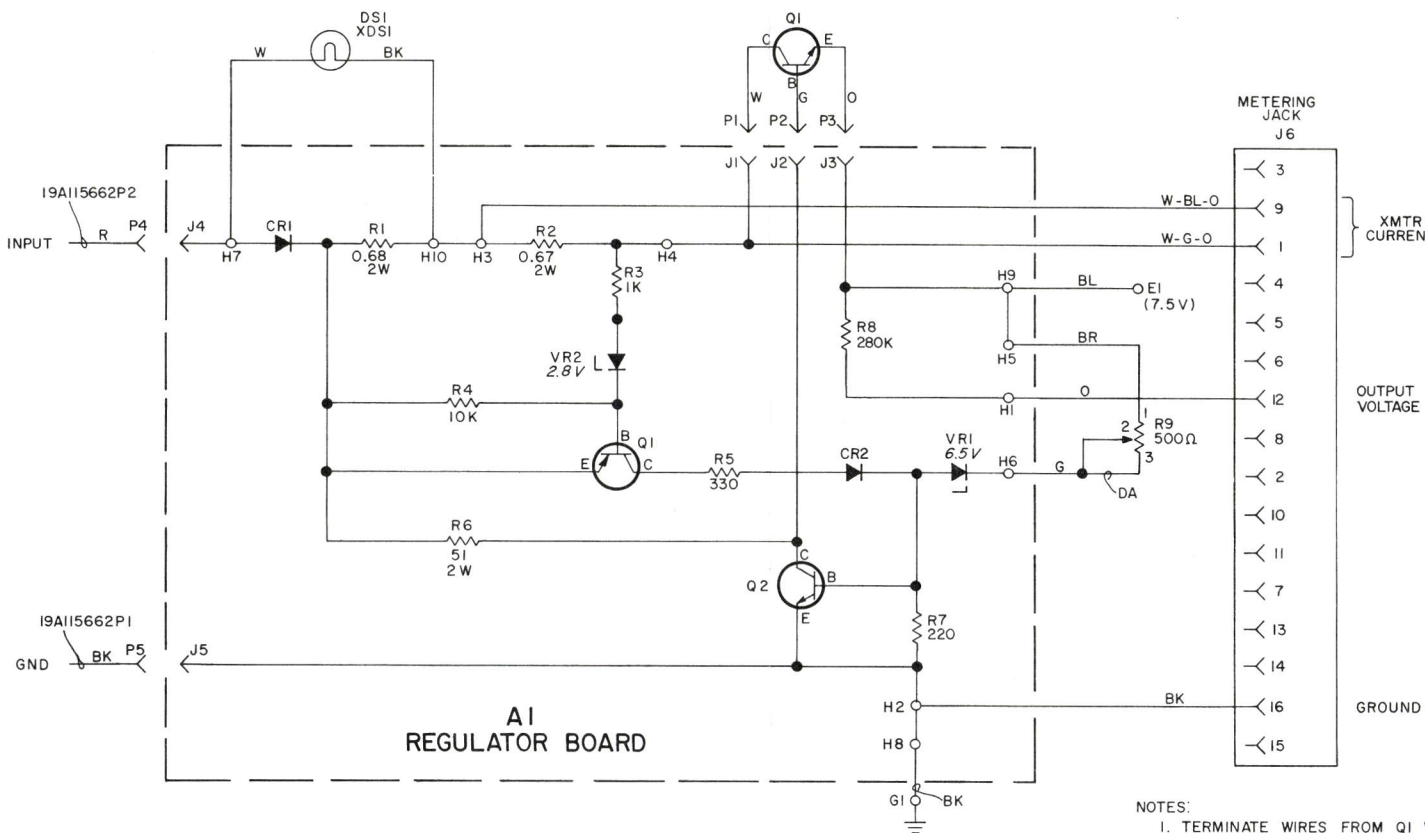 DS1
XDS1
W
BK
Q1
C
E
B
W
G
O
P1
P2
P3
J1
J2
J3
METERING
JACK
J6
3
9
1
4
5
6
12
8
2
10
11
7
13
14
16
15
XMTR
CURREN
OUTPUT
VOLTAGE
GROUND
19A115662P2
INPUT
R
P4
J4
H7
CR1
R1
0.68
2W
H10
H3
R2
0.67
2W
H4
W-BL-O
W-G-O
R3
1K
VR2
2.8V
R4
10K
B
Q1
E
C
R5
330
CR2
VR1
6.5V
H6
G
DA
R8
280K
H9
BL
E1
(7.5V)
H5
BR
H1
O
1
2
R9
500Ω
3
R6
51
2W
C
Q2
B
E
R7
220
19A115662P1
GND
BK
P5
J5
A1
REGULATOR BOARD
H2
BK
H8
G1
BK
NOTES:
1. TERMINATE WIRES FROM Q1